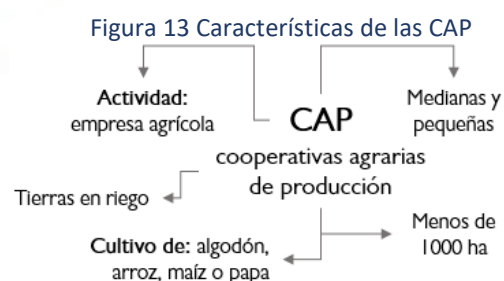 Figura 13 Características de las CAP
Actividad:
empresa agrícola
CAP
cooperativas agrarias
de producción
Medianas y
pequeñas
Tierras en riego
Cultivo de: algodón,
arroz, maíz o papa
Menos de
1000 ha